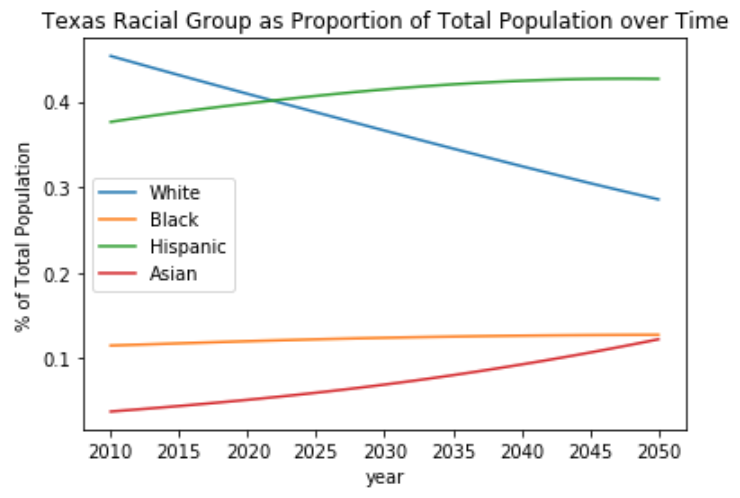 Texas Racial Group as Proportion of Total Population over Time
% of Total Population
0.4
0.3
0.2
0.1
White
Black
Hispanic
Asian
2010 2015 2020 2025 2030 2035 2040 2045 2050
year